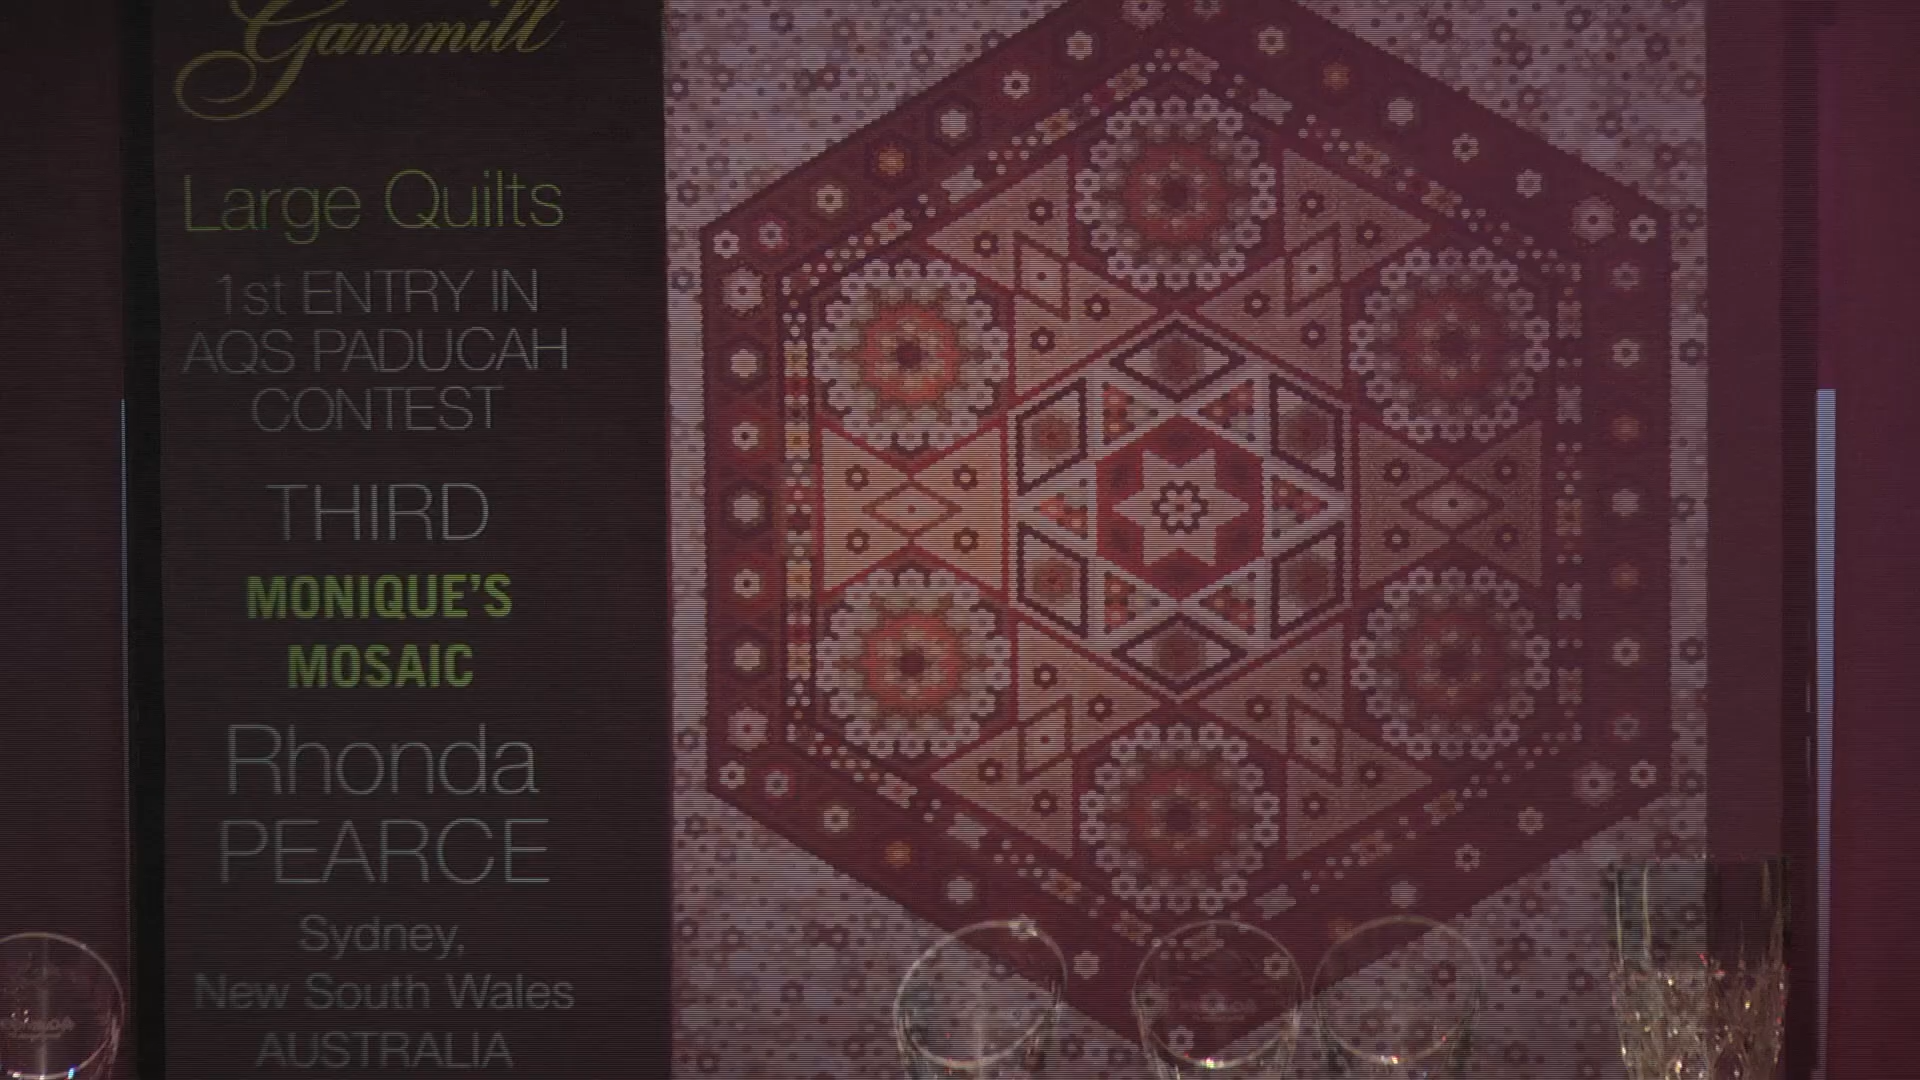 Gammill
Large Quilts
1st ENTRY IN
AQS PADUCAH
CONTEST
THIRD
MONIQUE'S
MOSAIC
Rhonda
PEARCE
Sydney,
New South Wales
AUSTRALIA